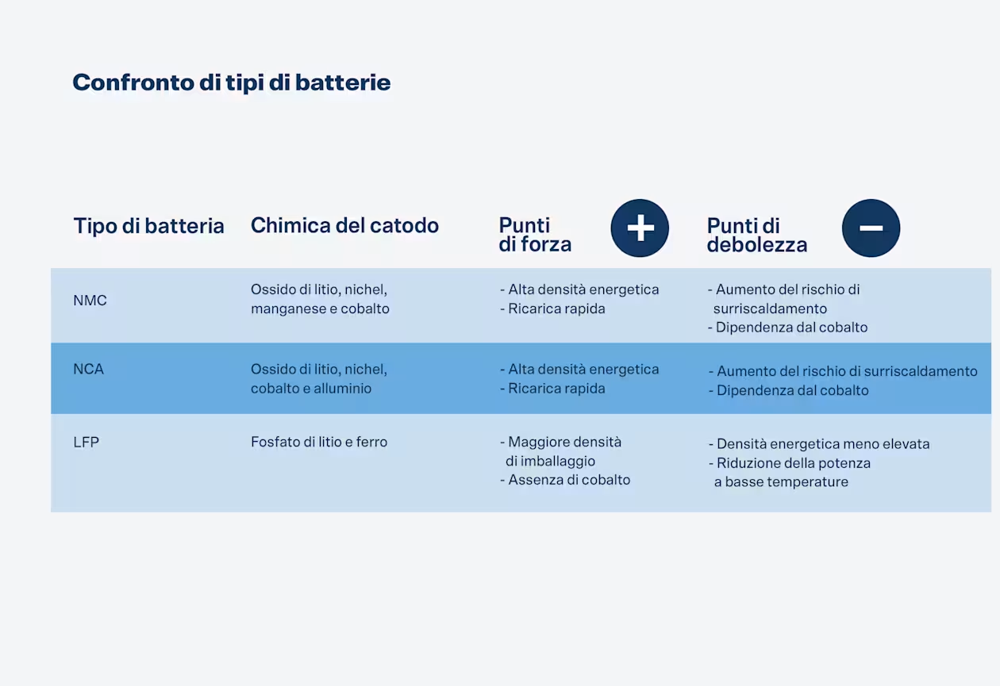 Confronto di tipi di batterie
Tipo di batteria
Chimica del catodo
Punti
di forza
+
Punti di
debolezza
−
NMC
Ossido di litio, nichel,
manganese e cobalto
- Alta densità energetica
- Ricarica rapida
- Aumento del rischio di
surriscaldamento
- Dipendenza dal cobalto
NCA
Ossido di litio, nichel,
cobalto e alluminio
- Alta densità energetica
- Ricarica rapida
- Aumento del rischio di surriscaldamento
- Dipendenza dal cobalto
LFP
Fosfato di litio e ferro
- Maggiore densità
di imballaggio
- Assenza di cobalto
- Densità energetica meno elevata
- Riduzione della potenza
a basse temperature